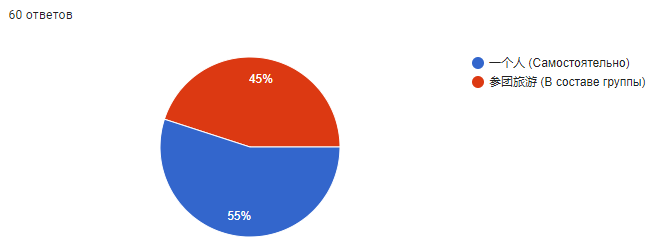 60 ответов
一个人 (Самостоятельно)
参团旅游 (В составе группы)
45%
55%